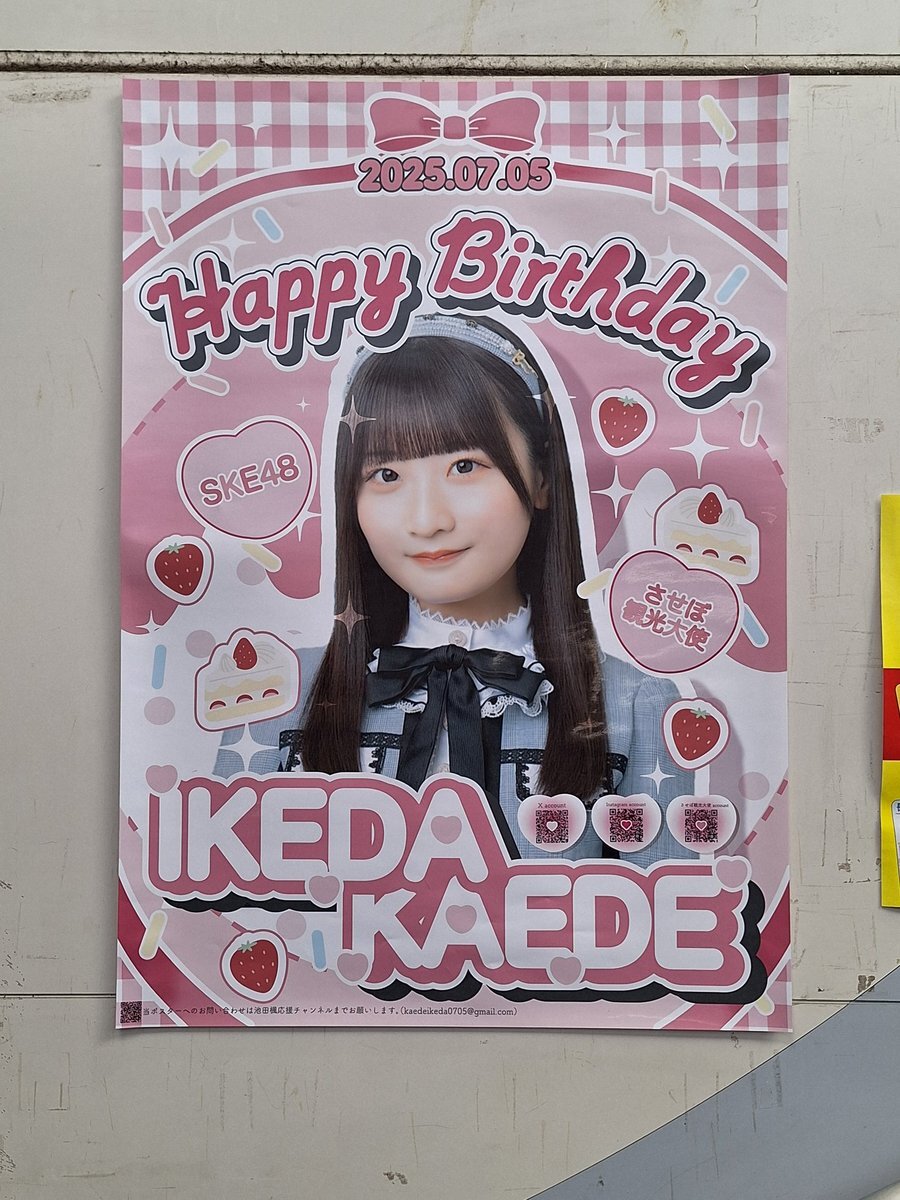 2025.07.05
Happy Birthday
SKE48
させぼ
観光大使
IKEDA
X account
Instagram account
させぼ観光大使 account
KAEDE
当ポスターへのお問い合わせは池田楓応援チャンネルまでお願いします。(kaedeikeda0705@gmail.com)